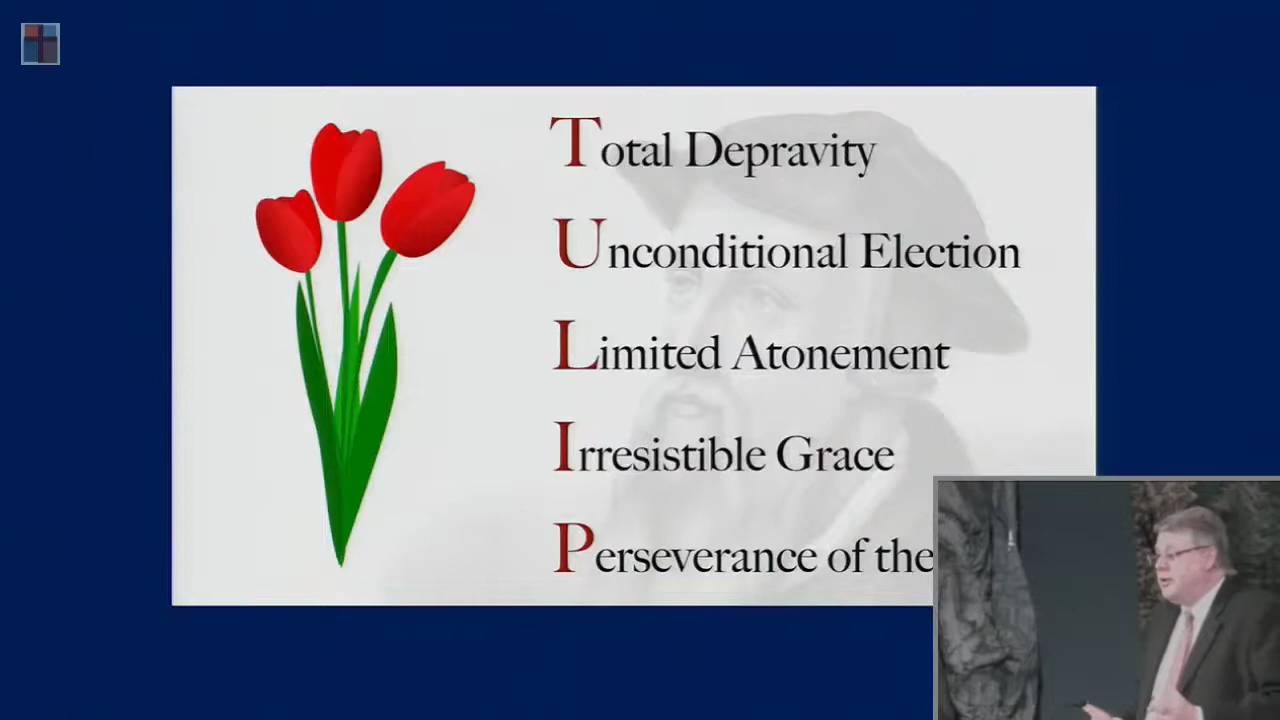 Total Depravity
Unconditional Election
Limited Atonement
Irresistible Grace
Perseverance of the